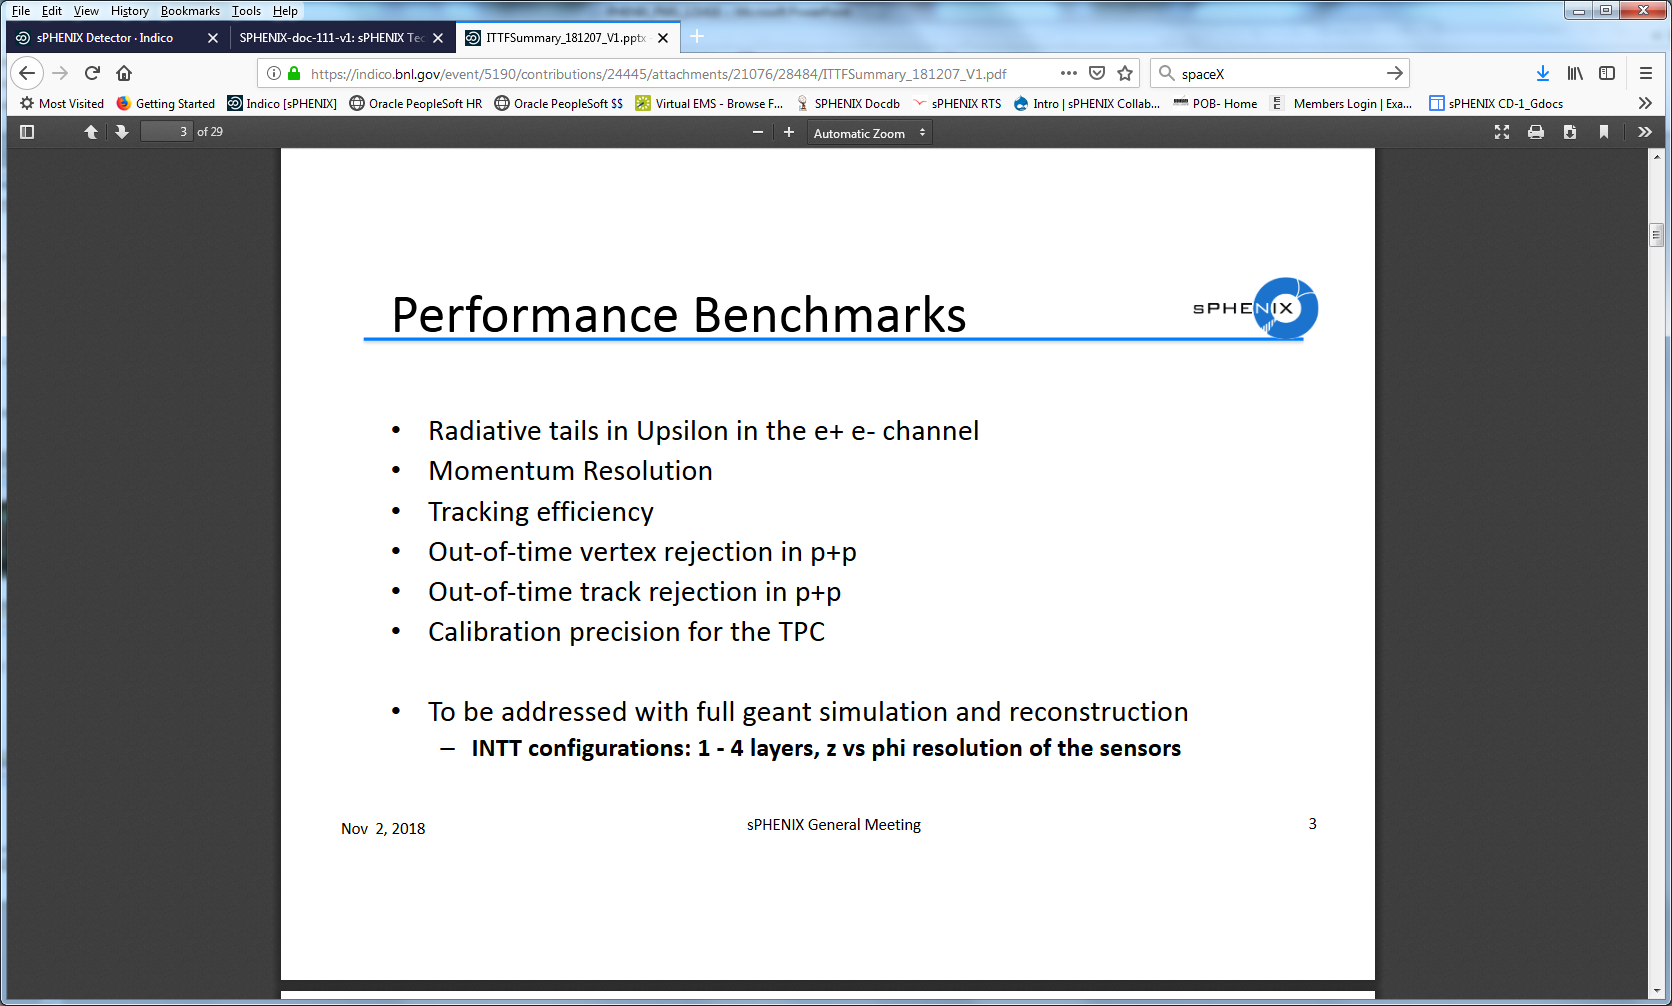 File Edit View History Bookmarks Tools Help
sPHENIX Detector · Indico
SPHENIX-doc-111-v1: sPHENIX Tec
ITTFSummary_181207_V1.pptx
https://indico.bnl.gov/event/5190/contributions/24445/attachments/21076/28484/ITTFSummary_181207_V1.pdf
spaceX
Most Visited Getting Started Indico [sPHENIX] Oracle PeopleSoft HR Oracle PeopleSoft $$ Virtual EMS - Browse F... SPHENIX Docdb sPHENIX RTS Intro | sPHENIX Collab... POB- Home Members Login | Exa... sPHENIX CD-1_Gdocs
3 of 29
Automatic Zoom
Performance Benchmarks
sPHENIX
• Radiative tails in Upsilon in the e+ e- channel
• Momentum Resolution
• Tracking efficiency
• Out-of-time vertex rejection in p+p
• Out-of-time track rejection in p+p
• Calibration precision for the TPC
• To be addressed with full geant simulation and reconstruction
– INTT configurations: 1 - 4 layers, z vs phi resolution of the sensors
Nov 2, 2018
sPHENIX General Meeting
3